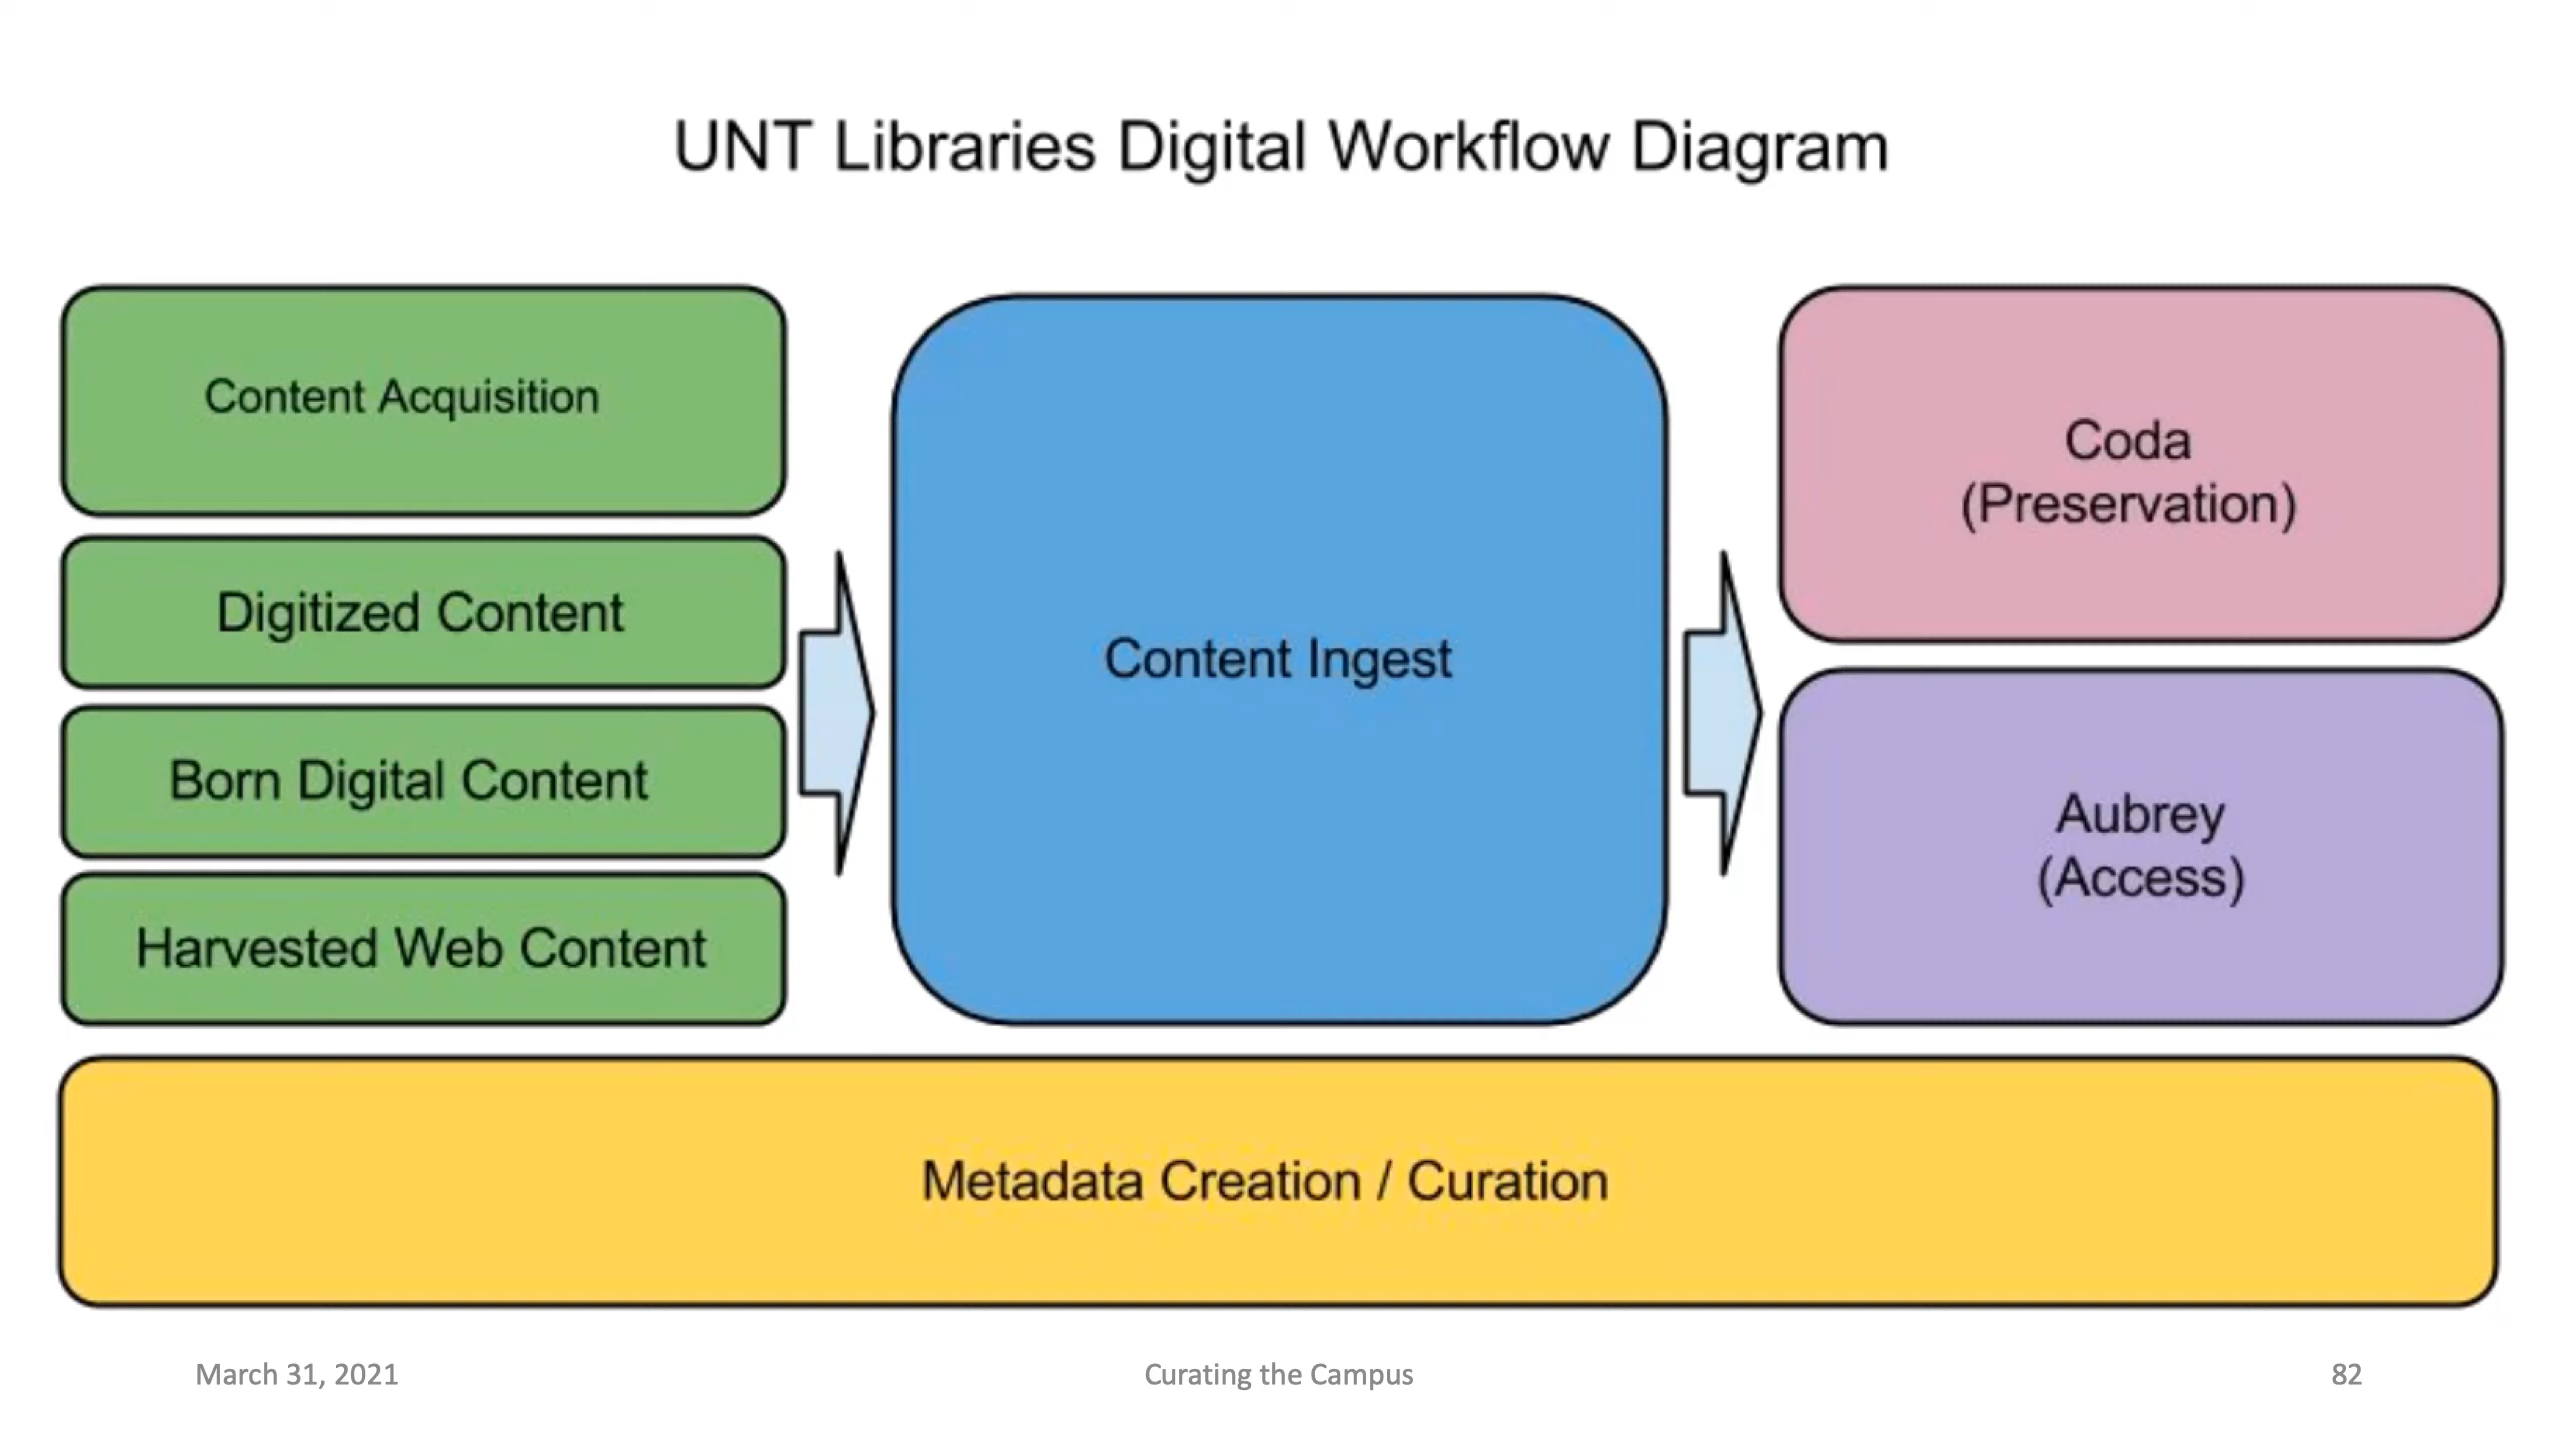 UNT Libraries Digital Workflow Diagram
Content Acquisition
Digitized Content
Born Digital Content
Harvested Web Content
Content Ingest
Coda
(Preservation)
Aubrey
(Access)
Metadata Creation / Curation
March 31, 2021
Curating the Campus
82